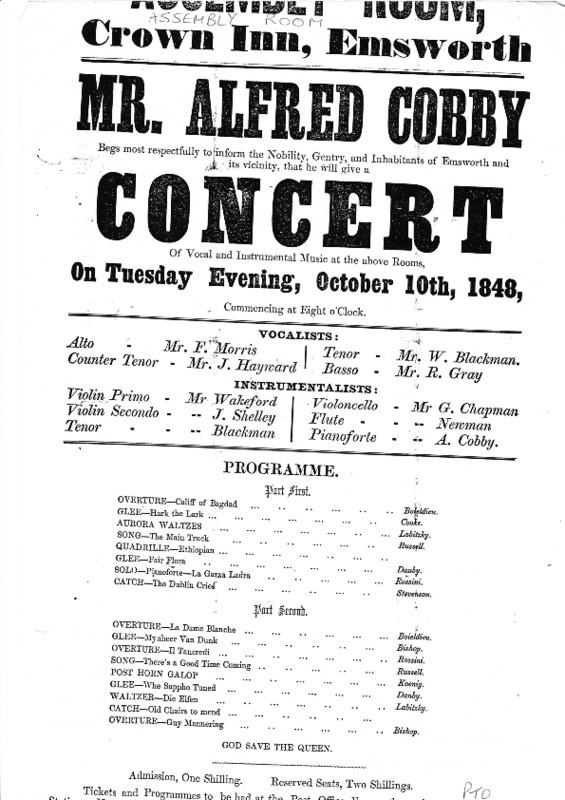 ASSEMBLY ROOM,
ASSEMBLY ROOM
Crown Inn, Emsworth
MR. ALFRED COBBY
Begs most respectfully to inform the Nobility, Gentry, and Inhabitants of Emsworth and
its vicinity, that he will give a
CONCERT
Of Vocal and Instrumental Music at the above Rooms,
On Tuesday Evening, October 10th, 1848,
Commencing at Eight o'Clock.
VOCALISTS:
Alto - Mr. F. Morris
Counter Tenor - Mr. J. Hayward
Tenor - Mr. W. Blackman.
Basso - Mr. R. Gray
INSTRUMENTALISTS:
Violin Primo - Mr Wakeford
Violin Secondo - -- J. Shelley
Tenor - - -- Blackman
Violoncello - Mr G. Chapman
Flute - - -- Newman
Pianoforte - -- A. Cobby.
PROGRAMME.
Part First.
OVERTURE—Califf of Bagdad ... Boieldieu.
GLEE—Hark the Lark ... Cooke.
AURORA WALTZES ... Labitzky.
SONG—The Main Truck ... Russell.
QUADRILLE—Ethiopian ...
GLEE—Fair Flora ... Danby.
SOLO—Pianoforte—La Gazza Ladra ... Rossini.
CATCH—The Dublin Cries ... Stevenson.
Part Second.
OVERTURE—La Dame Blanche ... Boieldieu.
GLEE—Mynheer Van Dunk ... Bishop.
OVERTURE—Il Tancredi ... Rossini.
SONG—There's a Good Time Coming ... Russell.
POST HORN GALOP ... Koenig.
GLEE—Whe Sappho Tuned ... Danby.
WALTZER—Die Elfen ... Labitzky.
CATCH—Old Chairs to mend ...
OVERTURE—Guy Mannering ... Bishop.
GOD SAVE THE QUEEN.
Admission, One Shilling. Reserved Seats, Two Shillings.
Tickets and Programmes to be had at the Post Office,
PTO